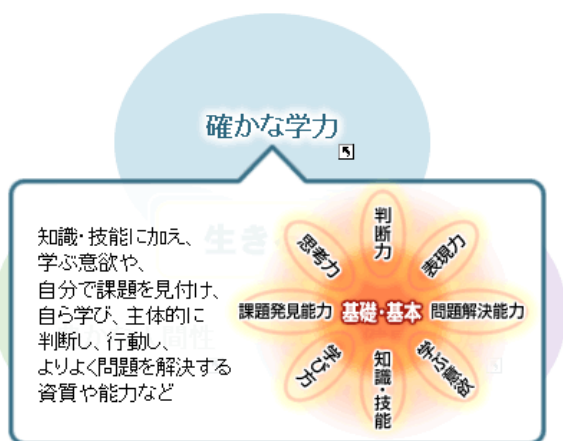 確かな学力
知識・技能に加え、
学ぶ意欲や、
自分で課題を見付け、
自ら学び、主体的に
判断し、行動し、
よりよく問題を解決する
資質や能力など
判断力
思考力
表現力
課題発見能力
基礎・基本
問題解決能力
学び方
知識・技能
学ぶ意欲
生き
間性